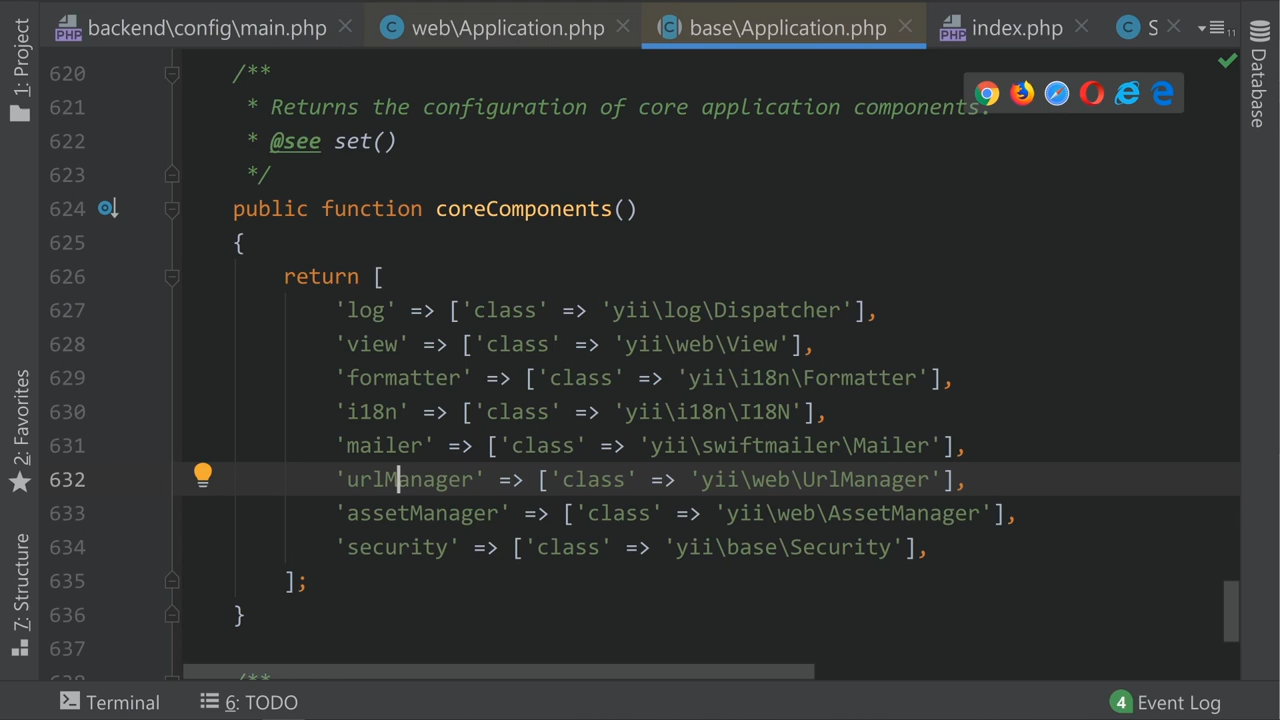 backend\config\main.php
web\Application.php
base\Application.php
index.php
S
11
1: Project
2: Favorites
7: Structure
Database
620 /**
621 * Returns the configuration of core application components.
622 * @see set()
623 */
624 public function coreComponents()
625 {
626 return [
627 'log' => ['class' => 'yii\log\Dispatcher'],
628 'view' => ['class' => 'yii\web\View'],
629 'formatter' => ['class' => 'yii\i18n\Formatter'],
630 'i18n' => ['class' => 'yii\i18n\I18N'],
631 'mailer' => ['class' => 'yii\swiftmailer\Mailer'],
632 'urlManager' => ['class' => 'yii\web\UrlManager'],
633 'assetManager' => ['class' => 'yii\web\AssetManager'],
634 'security' => ['class' => 'yii\base\Security'],
635 ];
636 }
637
638 /**
Terminal
6: TODO
4 Event Log